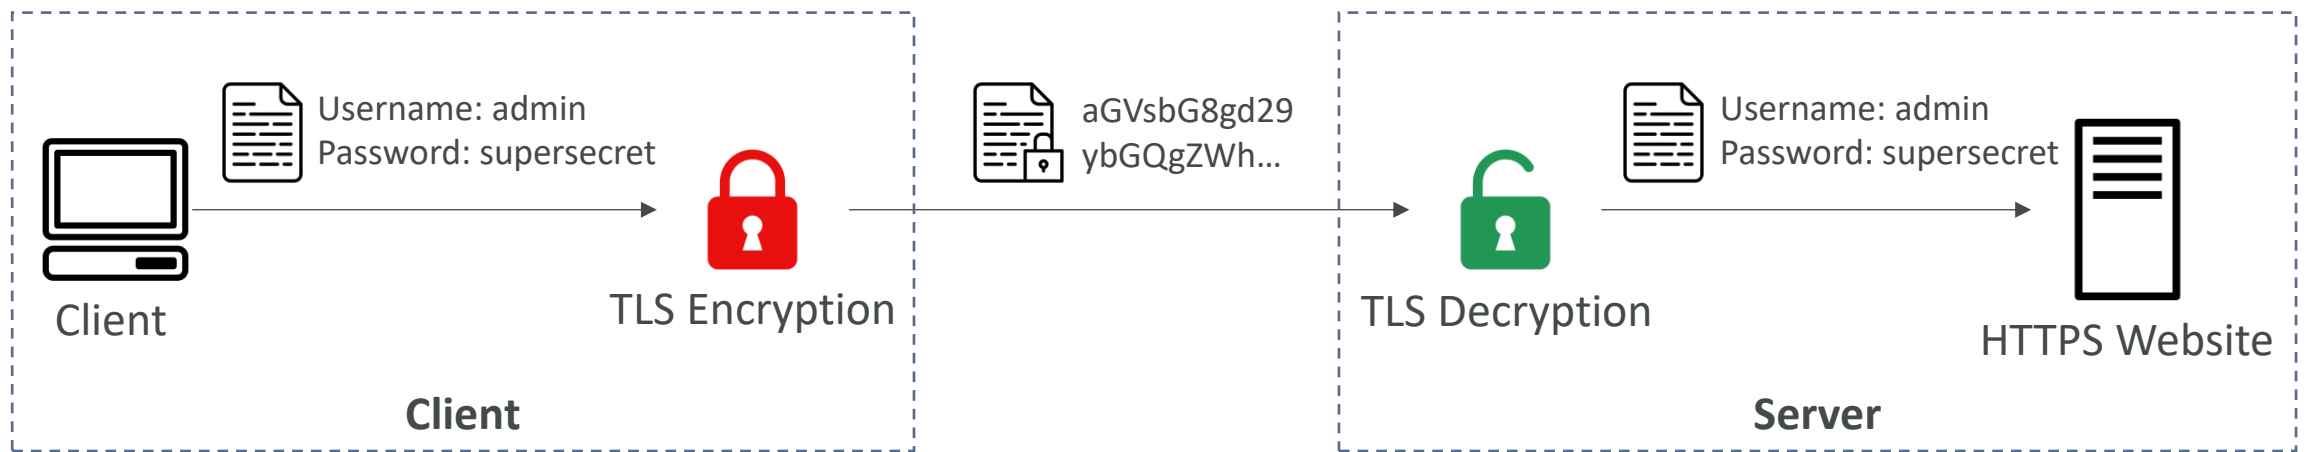 Username: admin
Password: supersecret
Client
TLS Encryption
Client
aGVsbG8gd29
ybGQgZWh...
TLS Decryption
Username: admin
Password: supersecret
HTTPS Website
Server